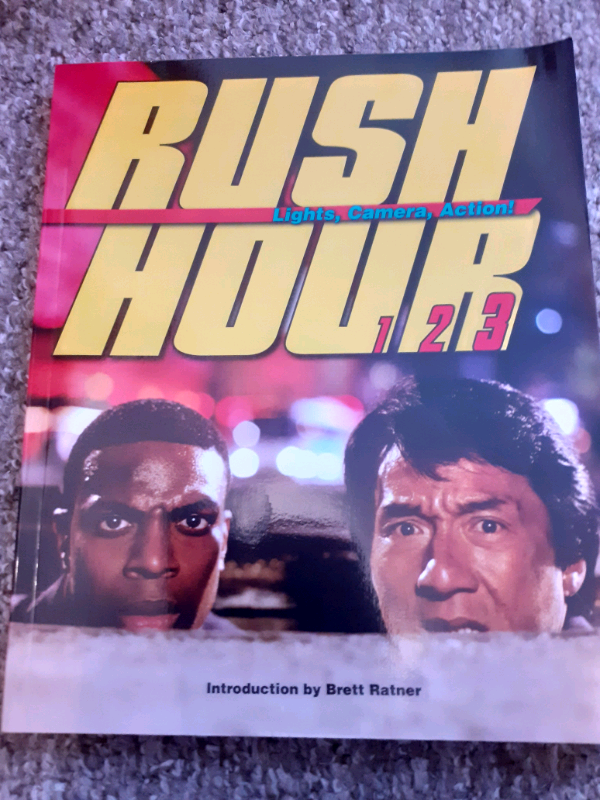 RUSH
Lights, Camera, Action!
HOUR
1 2 3
Introduction by Brett Ratner